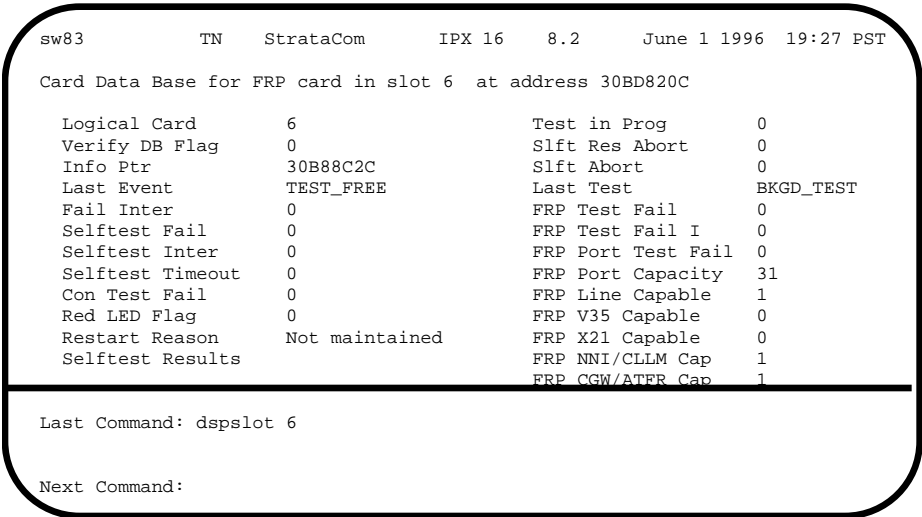 sw83 TN StrataCom IPX 16 8.2 June 1 1996 19:27 PST
Card Data Base for FRP card in slot 6 at address 30BD820C
Logical Card 6 Test in Prog 0
Verify DB Flag 0 Slft Res Abort 0
Info Ptr 30B88C2C Slft Abort 0
Last Event TEST_FREE Last Test BKGD_TEST
Fail Inter 0 FRP Test Fail 0
Selftest Fail 0 FRP Test Fail I 0
Selftest Inter 0 FRP Port Test Fail 0
Selftest Timeout 0 FRP Port Capacity 31
Con Test Fail 0 FRP Line Capable 1
Red LED Flag 0 FRP V35 Capable 0
Restart Reason Not maintained FRP X21 Capable 0
Selftest Results FRP NNI/CLLM Cap 1
FRP CGW/ATFR Cap 1
Last Command: dspslot 6
Next Command: